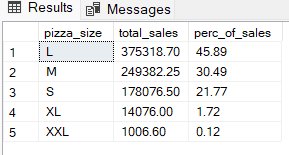 Results Messages
pizza_size total_sales perc_of_sales
1 L 375318.70 45.89
2 M 249382.25 30.49
3 S 178076.50 21.77
4 XL 14076.00 1.72
5 XXL 1006.60 0.12